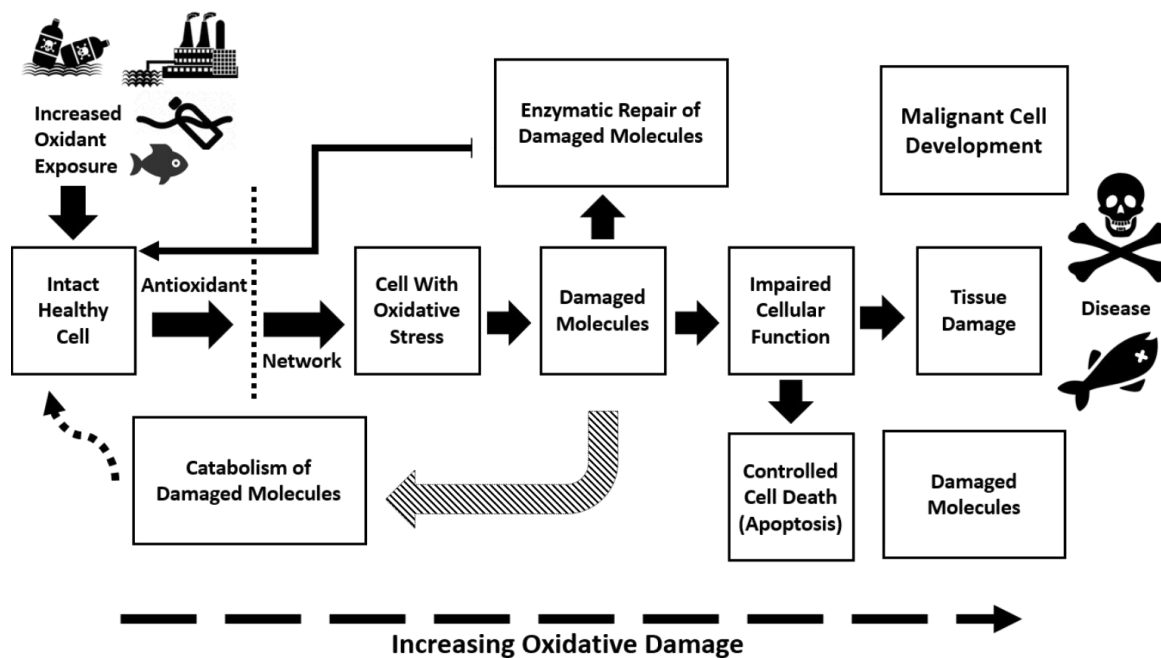 Increased
Oxidant
Exposure
Enzymatic Repair of
Damaged Molecules
Malignant Cell
Development
Intact
Healthy
Cell
Antioxidant
Network
Cell With
Oxidative
Stress
Damaged
Molecules
Impaired
Cellular
Function
Tissue
Damage
Disease
Catabolism of
Damaged Molecules
Controlled
Cell Death
(Apoptosis)
Damaged
Molecules
Increasing Oxidative Damage